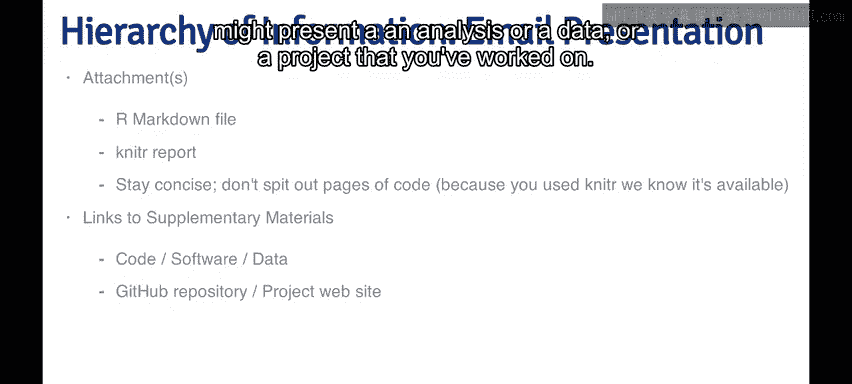 Hierarchy of Information: Email Presentation
might present a an analysis or a data, or
a project that you've worked on.
· Attachment(s)
- R Markdown file
- knitr report
- Stay concise; don't spit out pages of code (because you used knitr we know it's available)
· Links to Supplementary Materials
- Code / Software / Data
- GitHub repository / Project web site